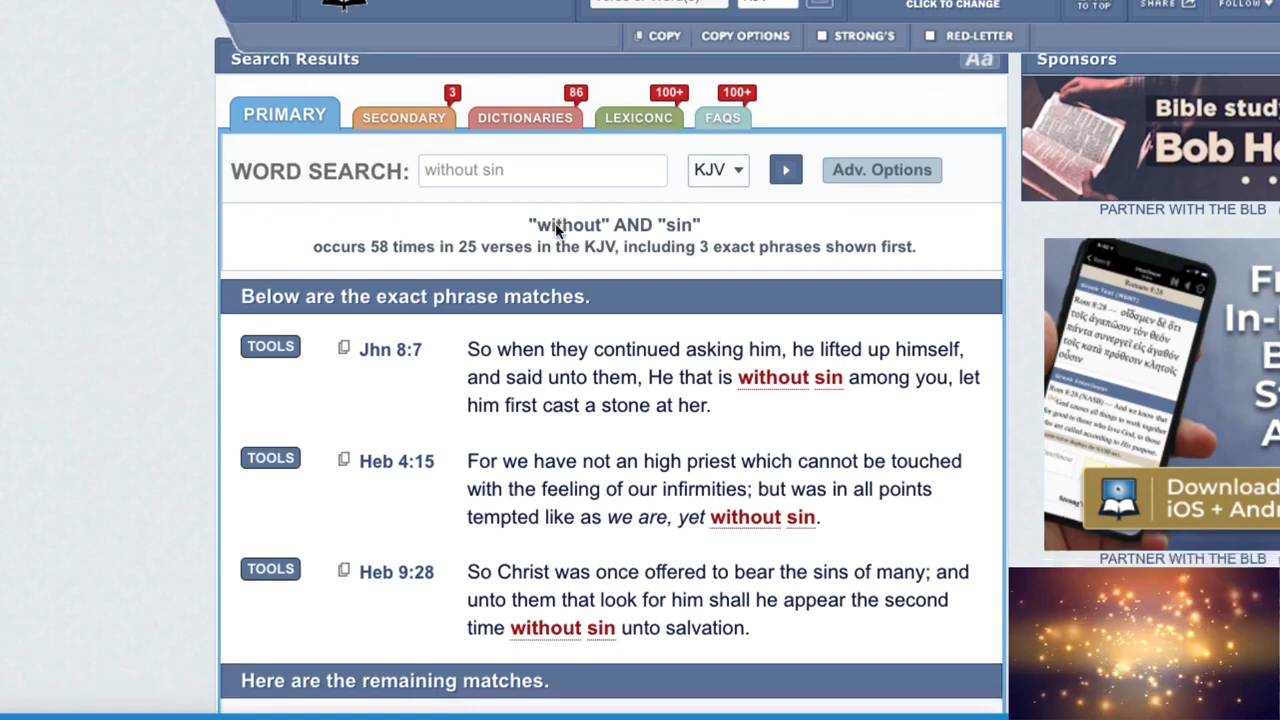 CLICK TO CHANGE
TO TOP
SHARE
FOLLOW
COPY
COPY OPTIONS
STRONG'S
RED-LETTER
Search Results
Aa
Sponsors
3
86
100+
100+
PRIMARY
SECONDARY
DICTIONARIES
LEXICONC
FAQS
WORD SEARCH:
without sin
KJV
Adv. Options
"without" AND "sin"
occurs 58 times in 25 verses in the KJV, including 3 exact phrases shown first.
Below are the exact phrase matches.
TOOLS
Jhn 8:7
So when they continued asking him, he lifted up himself,
and said unto them, He that is without sin among you, let
him first cast a stone at her.
TOOLS
Heb 4:15
For we have not an high priest which cannot be touched
with the feeling of our infirmities; but was in all points
tempted like as we are, yet without sin.
TOOLS
Heb 9:28
So Christ was once offered to bear the sins of many; and
unto them that look for him shall he appear the second
time without sin unto salvation.
Here are the remaining matches.
Bible study
Bob
PARTNER WITH THE BLB
In-
Download
iOS +
PARTNER WITH THE BLB